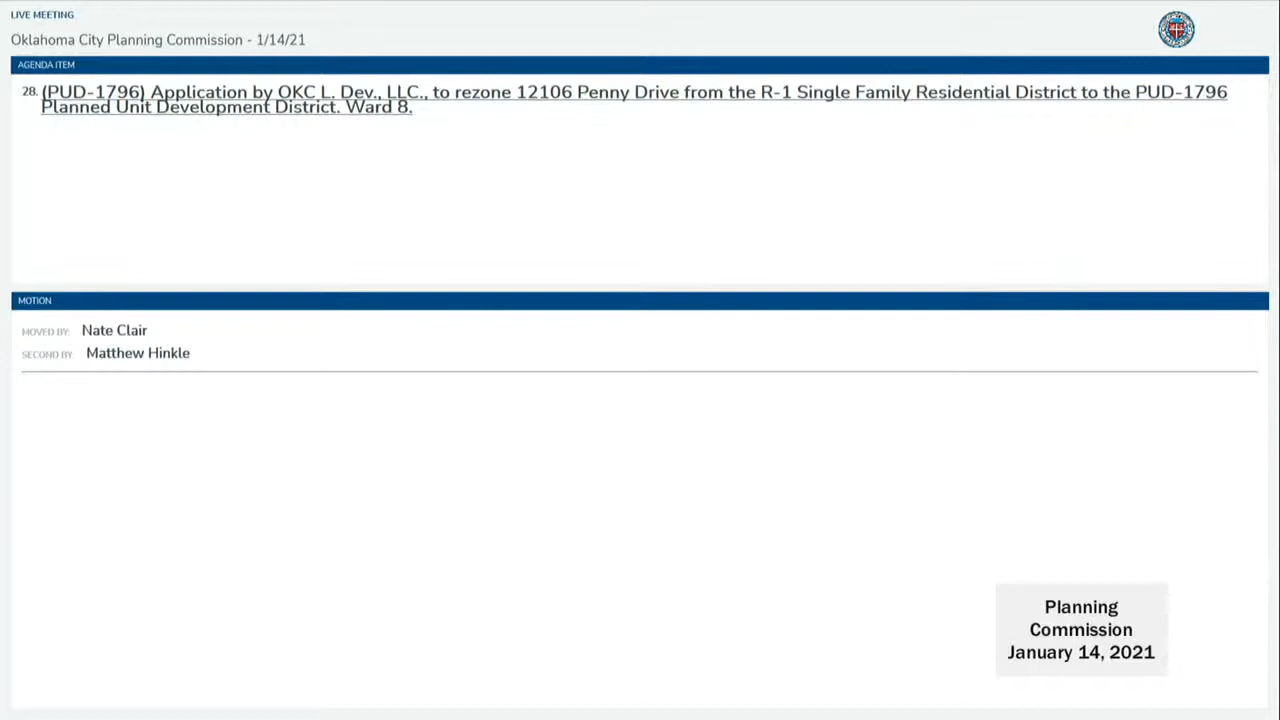 LIVE MEETING
Oklahoma City Planning Commission - 1/14/21
AGENDA ITEM
28. (PUD-1796) Application by OKC L. Dev., LLC., to rezone 12106 Penny Drive from the R-1 Single Family Residential District to the PUD-1796
Planned Unit Development District. Ward 8.
MOTION
MOVED BY: Nate Clair
SECOND BY: Matthew Hinkle
Planning
Commission
January 14, 2021